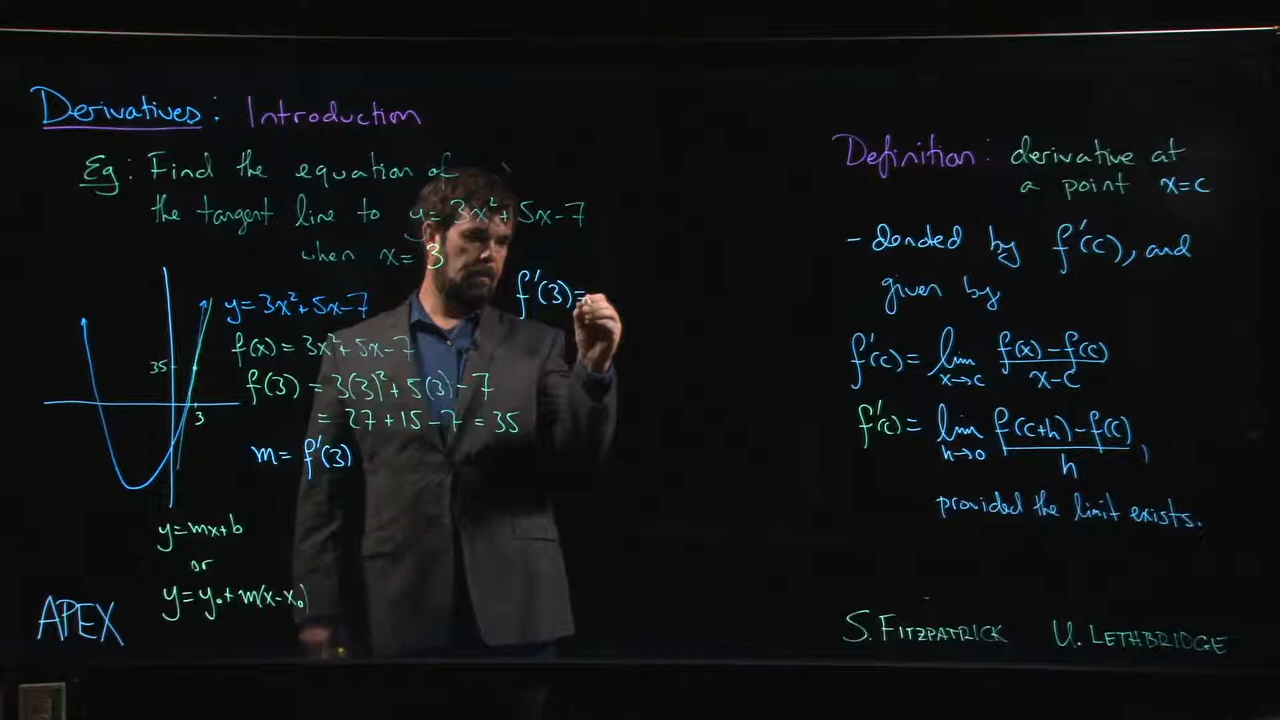 Derivatives: Introduction
Eg: Find the equation of
the tangent line to y = 3x² + 5x - 7
when x = 3
y = 3x² + 5x - 7
f(x) = 3x² + 5x - 7
f(3) = 3(3)² + 5(3) - 7
= 27 + 15 - 7 = 35
m = f'(3)
35
3
y = mx + b
or
y = y₀ + m(x - x₀)
APEX
f'(3) =
Definition: derivative at
a point x = c
- denoted by f'(c), and
given by
f'(c) = lim x→c f(x) - f(c) / x - c
f'(c) = lim h→0 f(c+h) - f(c) / h,
provided the limit exists.
S. FITZPATRICK U. LETHBRIDGE